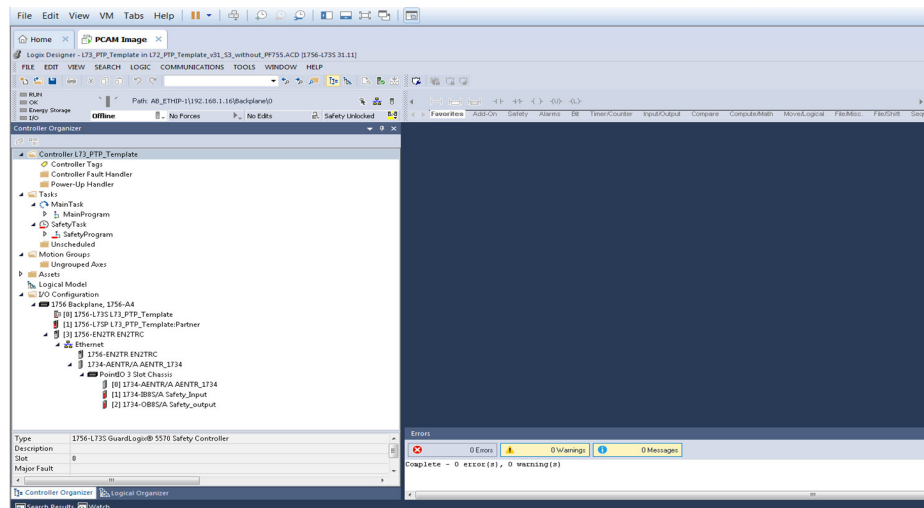 File Edit View VM Tabs Help
Home × PCAM Image ×
Logix Designer - L73_PTP_Template in L72_PTP_Template_v31_S3_without_PF755.ACD [1756-L73S 31.11]
FILE EDIT VIEW SEARCH LOGIC COMMUNICATIONS TOOLS WINDOW HELP
RUN
OK
Energy Storage
I/O
Path: AB_ETHIP-1\192.168.1.16\Backplane\0
Offline No Forces No Edits Safety Unlocked
Favorites Add-On Safety Alarms Bit Timer/Counter Input/Output Compare Compute/Math Move/Logical File/Misc. File/Shift Seq
Controller Organizer
Controller L73_PTP_Template
Controller Tags
Controller Fault Handler
Power-Up Handler
Tasks
MainTask
MainProgram
SafetyTask
SafetyProgram
Unscheduled
Motion Groups
Ungrouped Axes
Assets
Logical Model
I/O Configuration
1756 Backplane, 1756-A4
[0] 1756-L73S L73_PTP_Template
[1] 1756-L7SP L73_PTP_Template:Partner
[3] 1756-EN2TR EN2TRC
Ethernet
1756-EN2TR EN2TRC
1734-AENTR/A AENTR_1734
PointIO 3 Slot Chassis
[0] 1734-AENTR/A AENTR_1734
[1] 1734-IB8S/A Safety_Input
[2] 1734-OB8S/A Safety_output
Type 1756-L73S GuardLogix® 5570 Safety Controller
Description
Slot 0
Major Fault
Controller Organizer Logical Organizer
Errors
0 Errors 0 Warnings 0 Messages
Complete - 0 error(s), 0 warning(s)
Search Results Watch